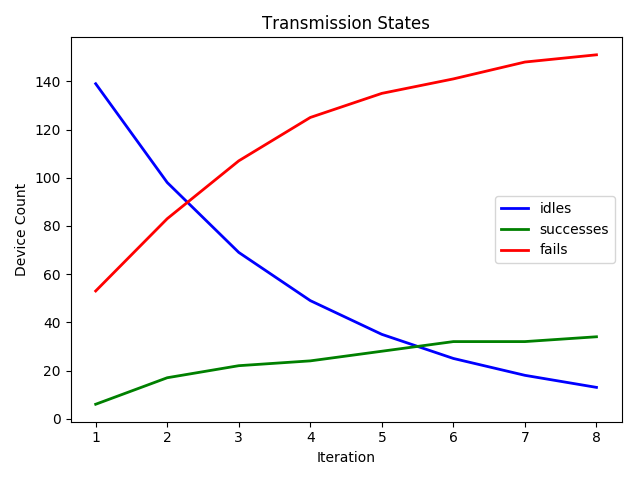 Transmission States
Device Count
140
120
100
80
60
40
20
0
idles
successes
fails
1 2 3 4 5 6 7 8
Iteration